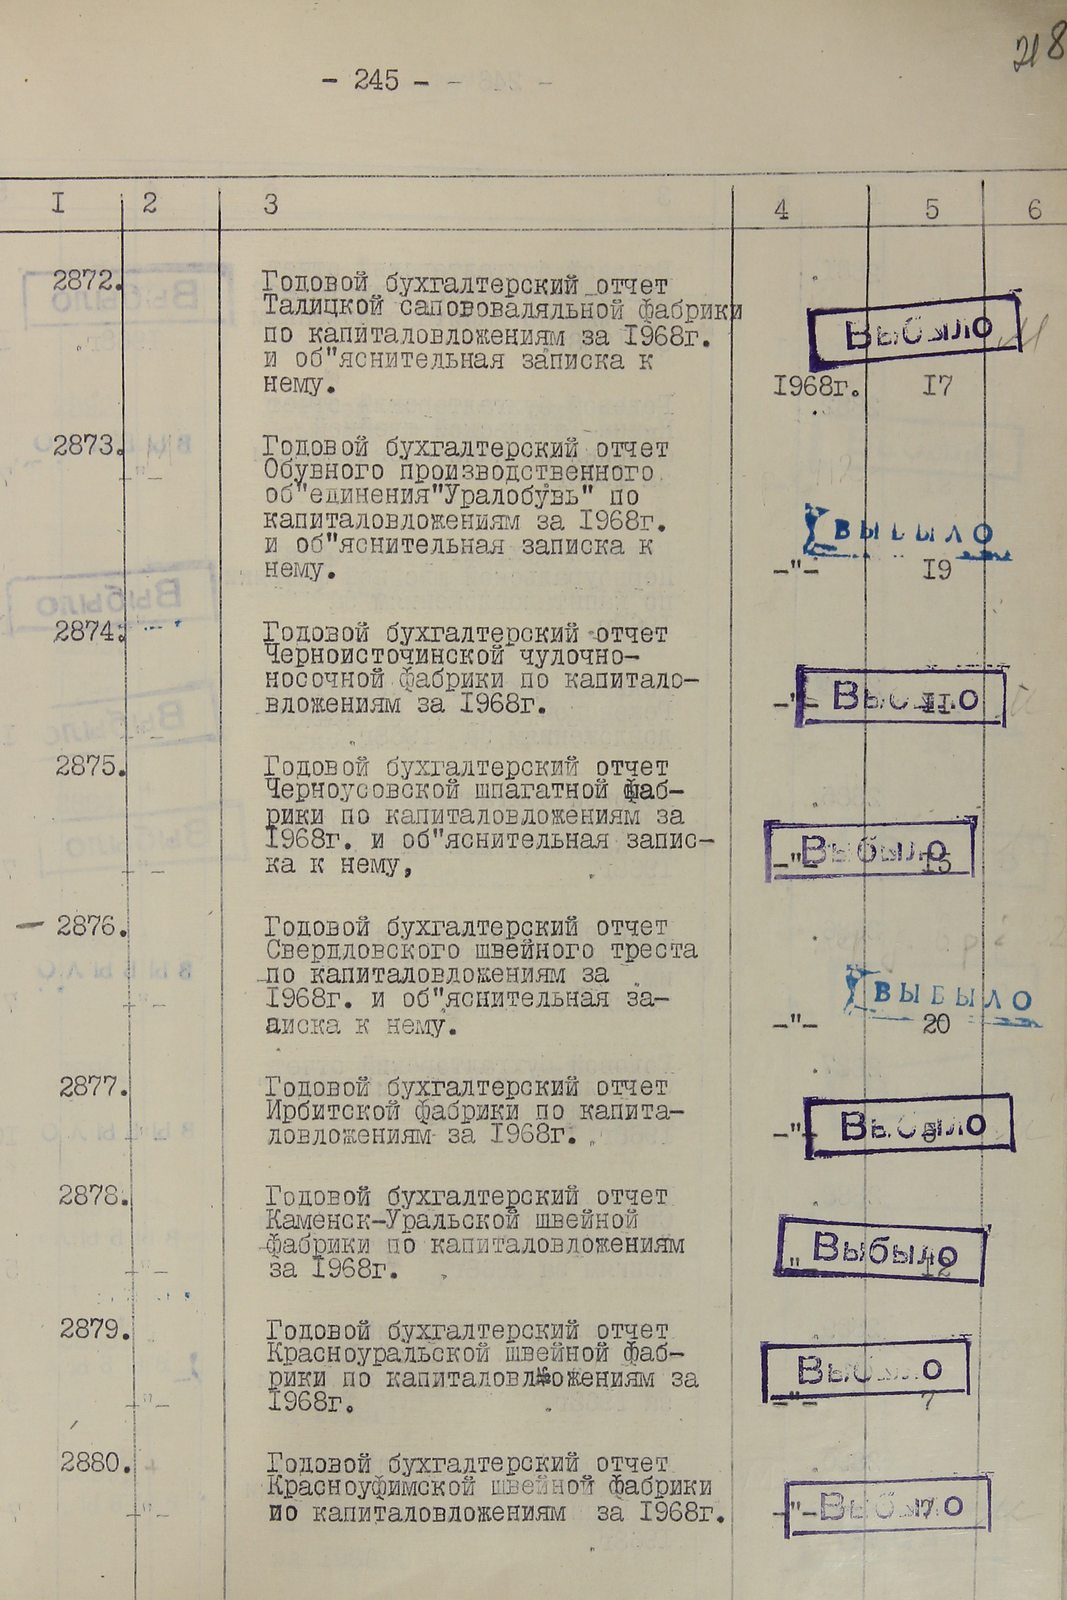 218
- 245 -
I 2 3 4 5 6
2872. Годовой бухгалтерский отчет
Талицкой сапововаляльной фабрики
по капиталовложениям за 1968г. Выбыло
и об"яснительная записка к
нему. 1968г. 17
2873. Годовой бухгалтерский отчет
Обувного производственного
об"единения"Уралобувь" по
капиталовложениям за 1968г. ВЫБЫЛО
и об"яснительная записка к
нему. -"- 19
2874. Годовой бухгалтерский отчет
Черноисточинской чулочно-
носочной фабрики по капитало-
вложениям за 1968г. -"- Выбыло 11
2875. Годовой бухгалтерский отчет
Черноусовской шпагатной фаб-
рики по капиталовложениям за
1968г. и об"яснительная запис-
ка к нему, -"- Выбыло 15
2876. Годовой бухгалтерский отчет
Свердловского швейного треста
по капиталовложениям за
1968г. и об"яснительная за- ВЫБЫЛО
писка к нему. -"- 20
2877. Годовой бухгалтерский отчет
Ирбитской фабрики по капита-
ловложениям за 1968г. -"- Выбыло
2878. Годовой бухгалтерский отчет
Каменск-Уральской швейной
фабрики по капиталовложениям
за 1968г. -"- Выбыло 12
2879. Годовой бухгалтерский отчет
Красноуральской швейной фаб-
рики по капиталовложениям за Выбыло
1968г. -"- 7
2880. Годовой бухгалтерский отчет
Красноуфимской швейной фабрики
по капиталовложениям за 1968г. -"- Выбыло 7